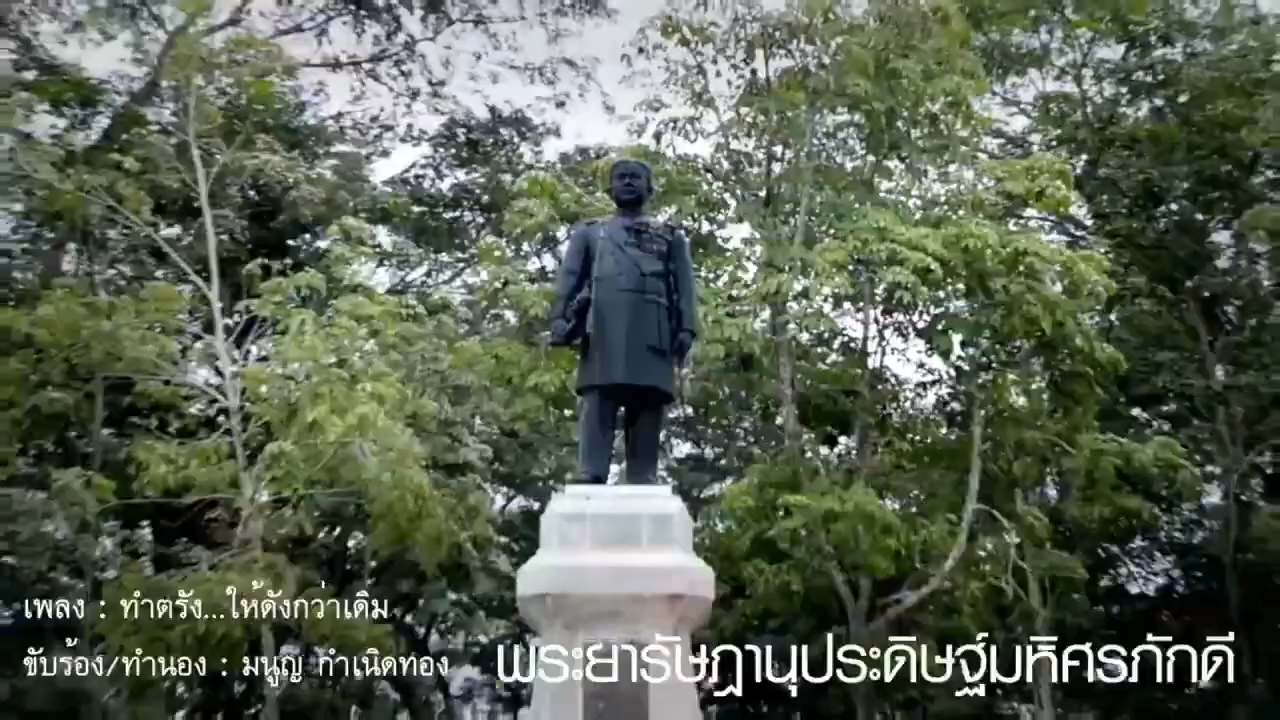 เพลง : ทำตรัง...ให้ดังกว่าเดิม
ขับร้อง/ทำนอง : มนูญ กำเนิดทอง
พระยารัษฎานุประดิษฐ์มหิศรภักดี